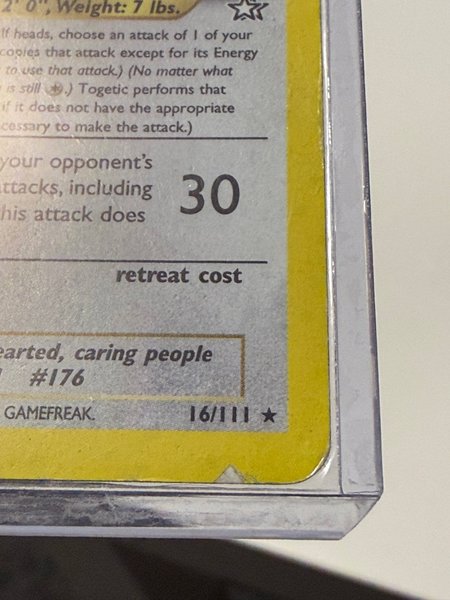 2' 0", Weight: 7 lbs.
If heads, choose an attack of 1 of your
copies that attack except for its Energy
to use that attack.) (No matter what
is still .) Togetic performs that
if it does not have the appropriate
cessary to make the attack.)
your opponent's
attacks, including
his attack does
30
retreat cost
earted, caring people
#176
GAMEFREAK.
16/111 ★